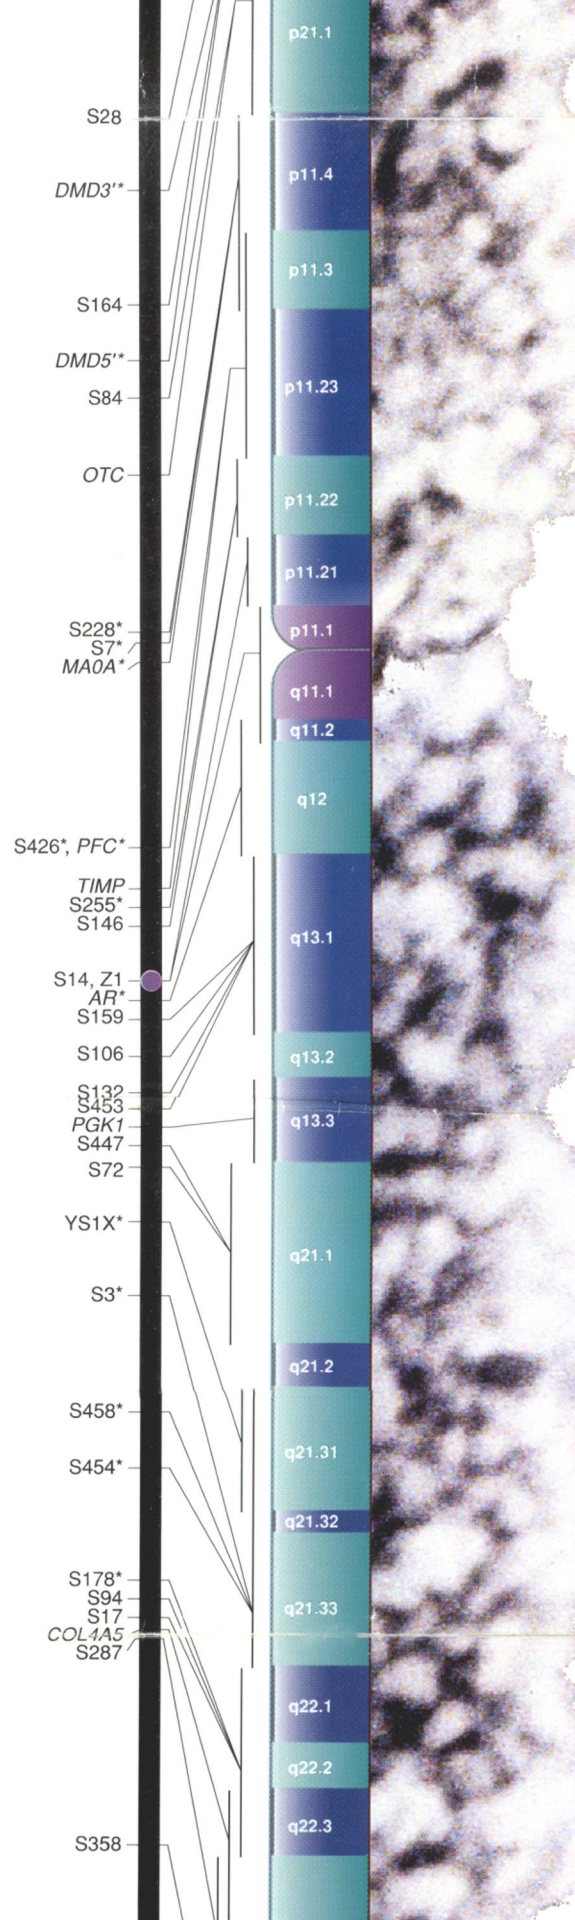 p21.1
S28
p11.4
DMD3'*
p11.3
S164
DMD5'*
p11.23
S84
OTC
p11.22
p11.21
S228*
p11.1
S7*
MA0A*
q11.1
q11.2
q12
S426*, PFC*
TIMP
S255*
S146
q13.1
S14, Z1
AR*
S159
S106
q13.2
S132
S453
PGK1
q13.3
S447
S72
YS1X*
q21.1
S3*
q21.2
S458*
q21.31
S454*
q21.32
S178*
S94
q21.33
S17
COL4A5
S287
q22.1
q22.2
q22.3
S358